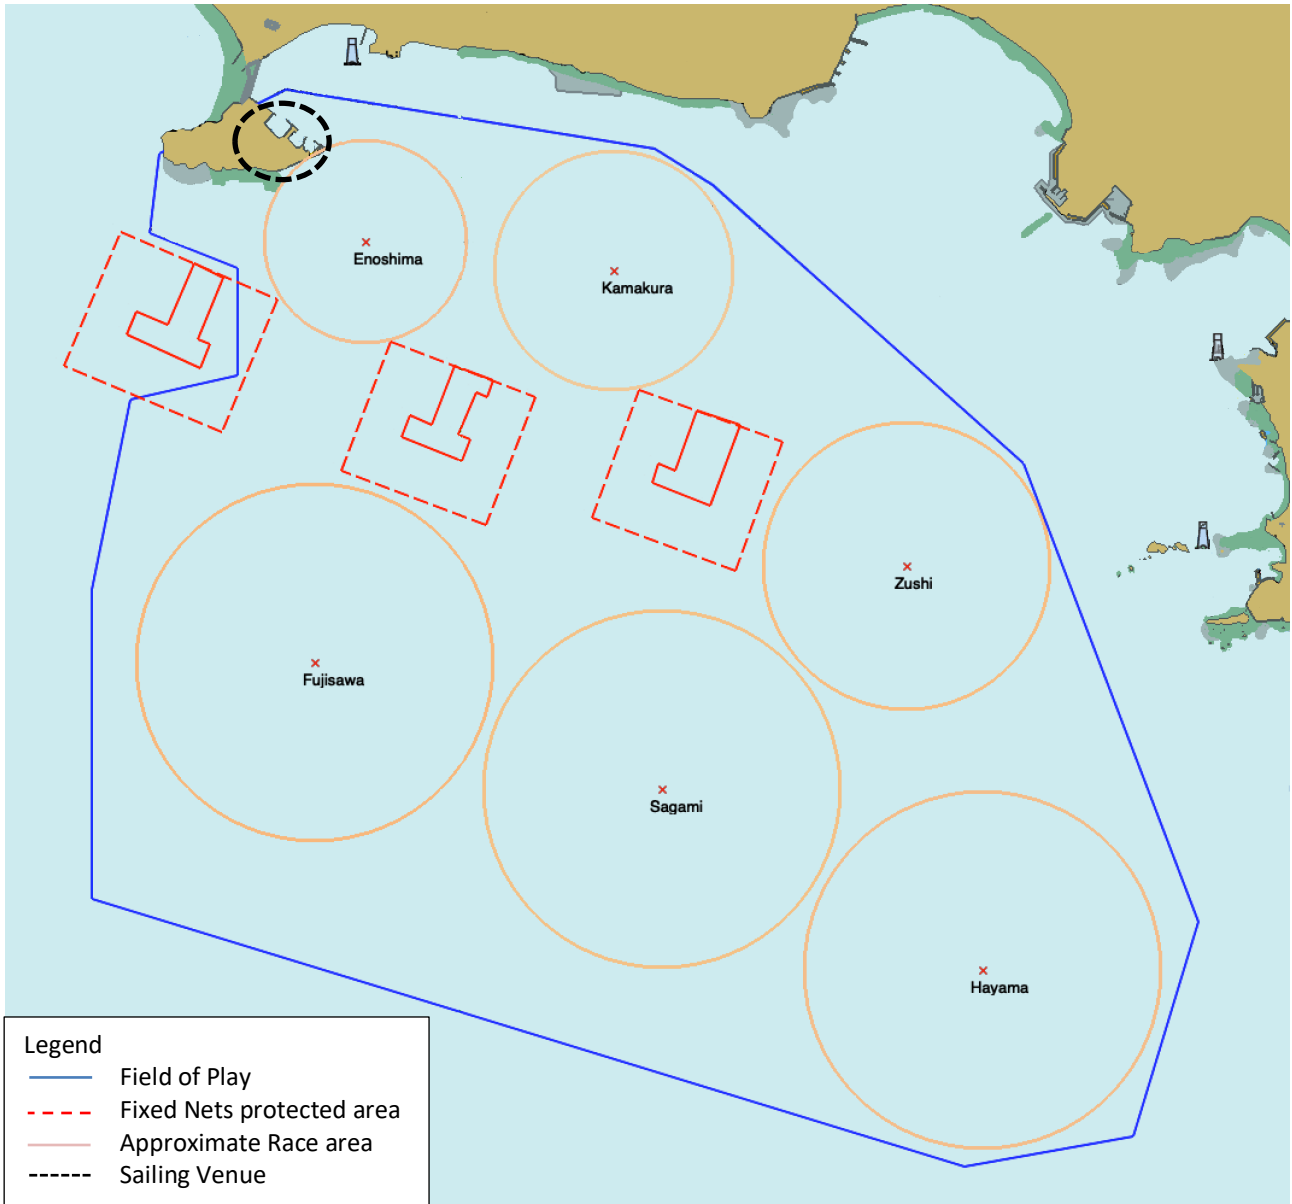 Enoshima
Kamakura
Zushi
Fujisawa
Sagami
Hayama
Legend
Field of Play
Fixed Nets protected area
Approximate Race area
Sailing Venue